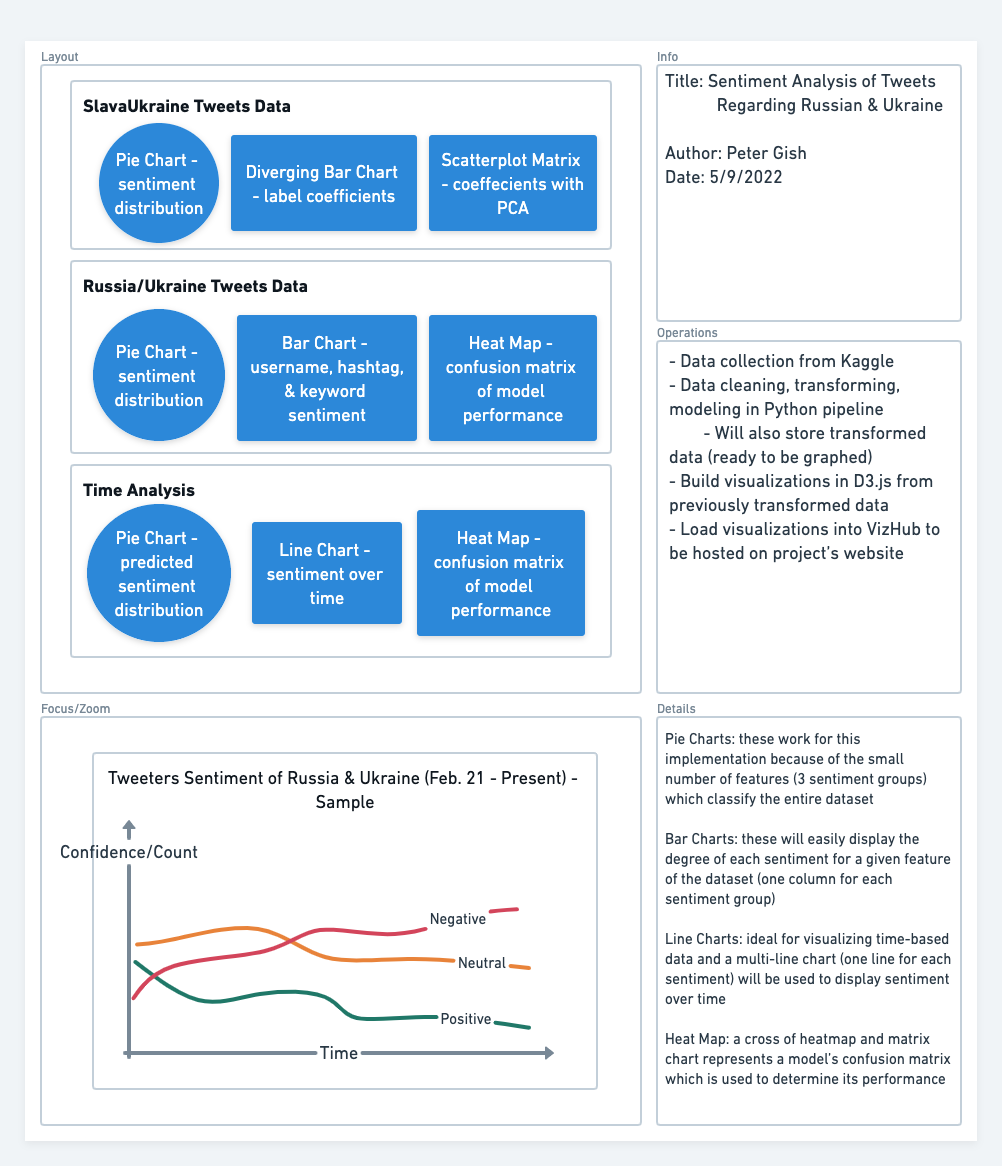 Layout
SlavaUkraine Tweets Data
Pie Chart -
sentiment
distribution
Diverging Bar Chart
- label coefficients
Scatterplot Matrix
- coeffecients with
PCA
Russia/Ukraine Tweets Data
Pie Chart -
sentiment
distribution
Bar Chart -
username, hashtag,
& keyword
sentiment
Heat Map -
confusion matrix
of model
performance
Time Analysis
Pie Chart -
predicted
sentiment
distribution
Line Chart -
sentiment over
time
Heat Map -
confusion matrix
of model
performance
Info
Title: Sentiment Analysis of Tweets
Regarding Russian & Ukraine
Author: Peter Gish
Date: 5/9/2022
Operations
- Data collection from Kaggle
- Data cleaning, transforming,
modeling in Python pipeline
- Will also store transformed
data (ready to be graphed)
- Build visualizations in D3.js from
previously transformed data
- Load visualizations into VizHub to
be hosted on project's website
Focus/Zoom
Tweeters Sentiment of Russia & Ukraine (Feb. 21 - Present) -
Sample
Confidence/Count
Negative
Neutral
Positive
Time
Details
Pie Charts: these work for this
implementation because of the small
number of features (3 sentiment groups)
which classify the entire dataset
Bar Charts: these will easily display the
degree of each sentiment for a given feature
of the dataset (one column for each
sentiment group)
Line Charts: ideal for visualizing time-based
data and a multi-line chart (one line for each
sentiment) will be used to display sentiment
over time
Heat Map: a cross of heatmap and matrix
chart represents a model's confusion matrix
which is used to determine its performance